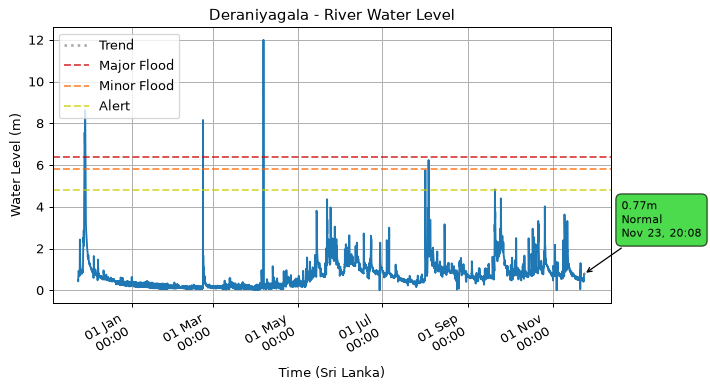 Deraniyagala - River Water Level
Water Level (m)
12
10
8
6
4
2
0
Trend
Major Flood
Minor Flood
Alert
0.77m
Normal
Nov 23, 20:08
01 Jan
00:00
01 Mar
00:00
01 May
00:00
01 Jul
00:00
01 Sep
00:00
01 Nov
00:00
Time (Sri Lanka)